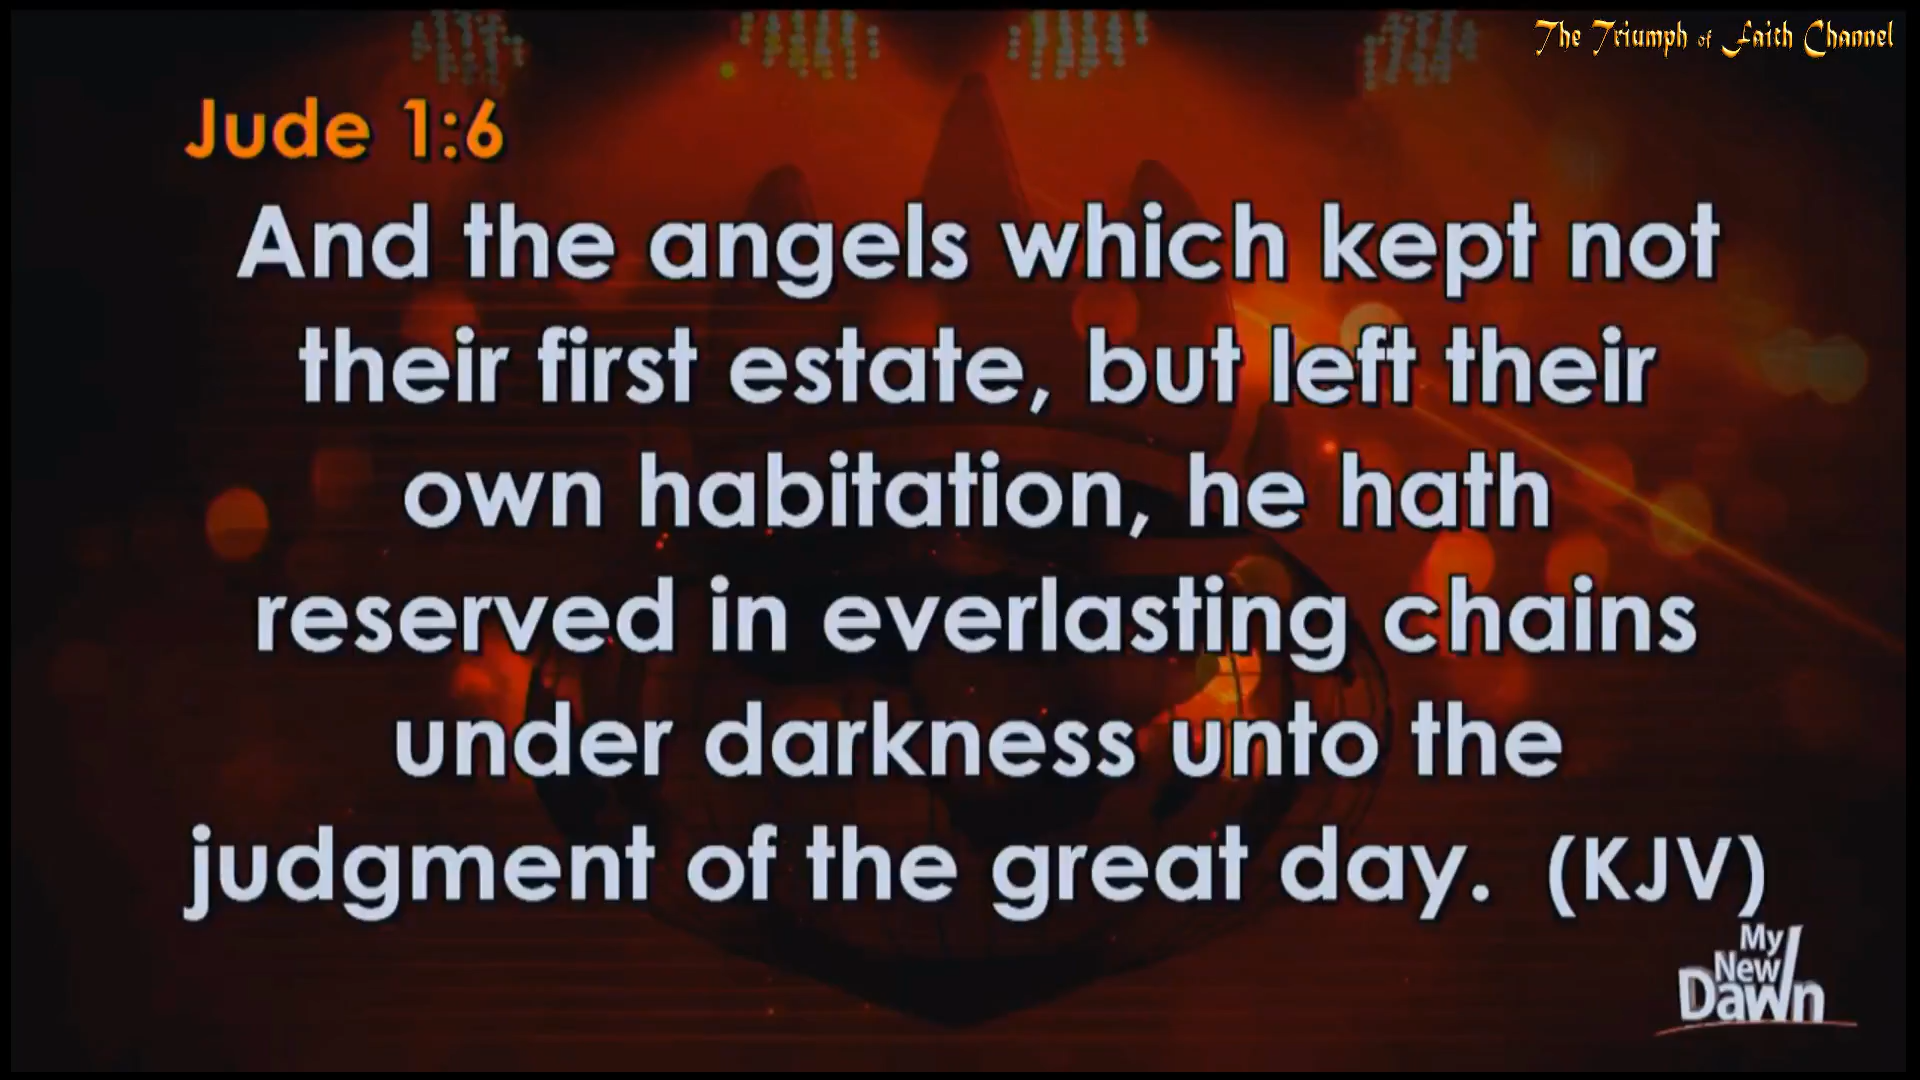 The Triumph of Faith Channel
Jude 1:6
And the angels which kept not
their first estate, but left their
own habitation, he hath
reserved in everlasting chains
under darkness unto the
judgment of the great day. (KJV)
My
New
Dawn